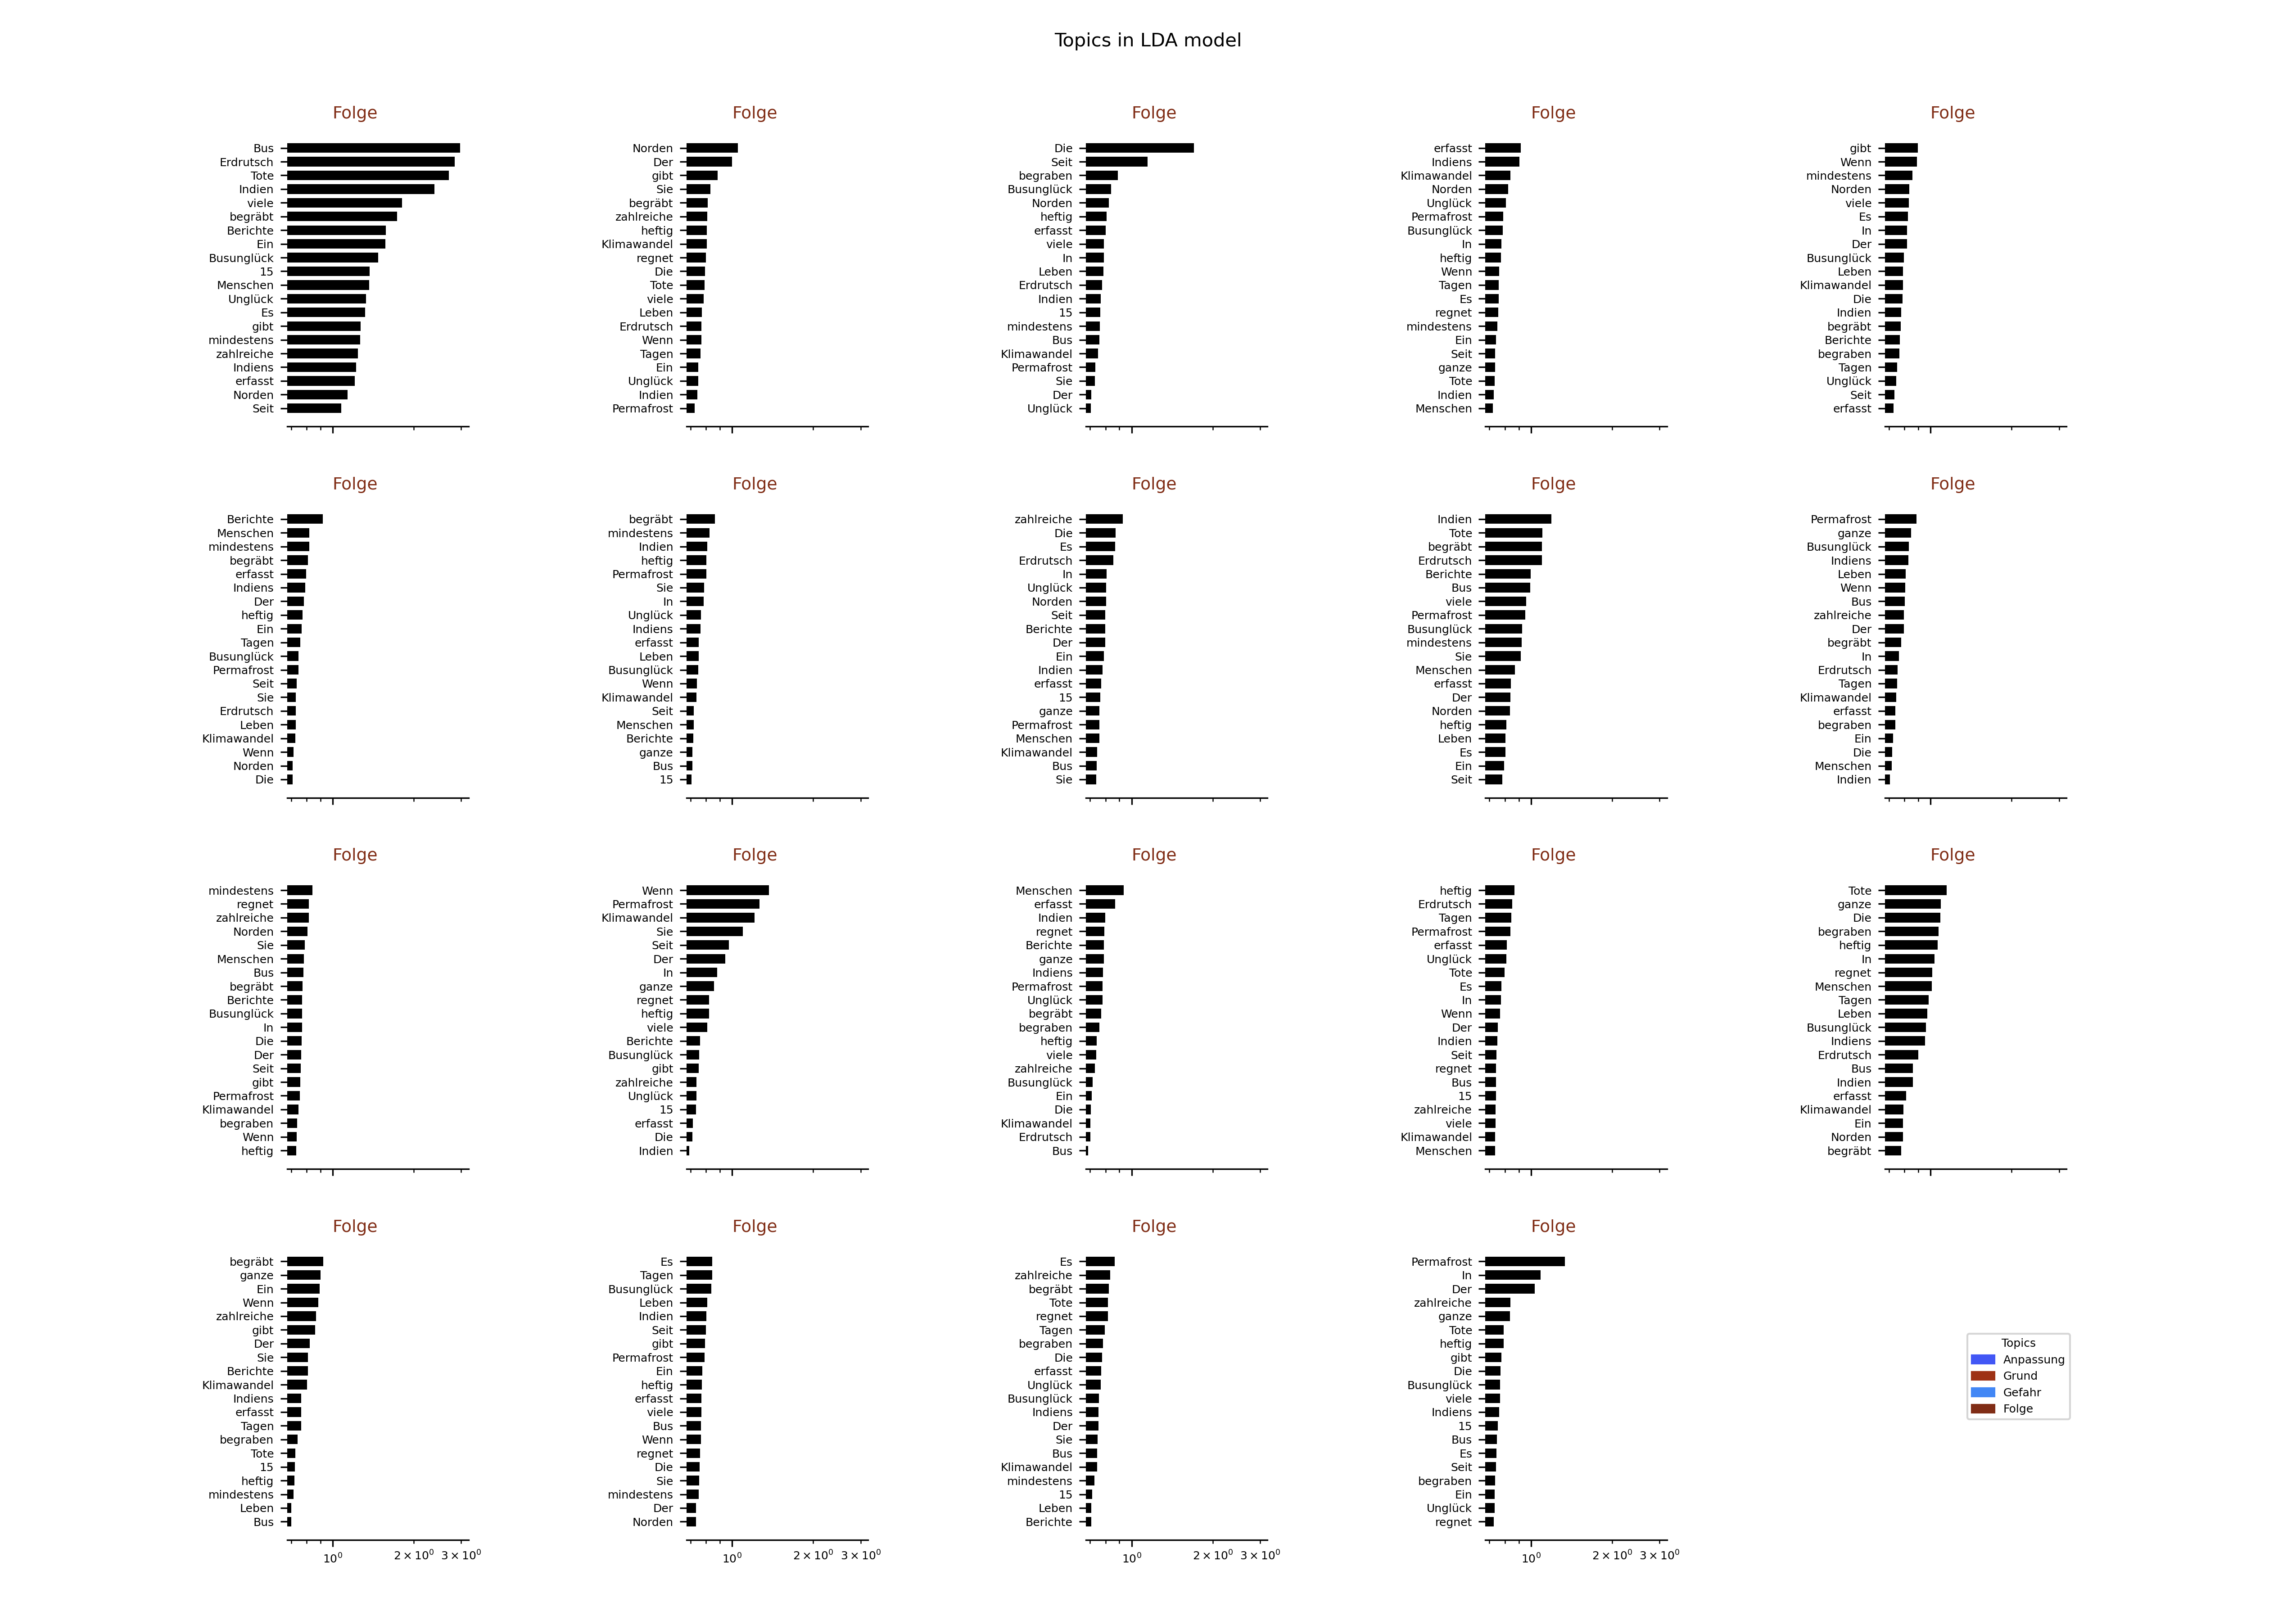 Topics in LDA model
Folge
Bus
Erdrutsch
Tote
Indien
viele
begräbt
Berichte
Ein
Busunglück
15
Menschen
Unglück
Es
gibt
mindestens
zahlreiche
Indiens
erfasst
Norden
Seit
Folge
Norden
Der
gibt
Sie
begräbt
zahlreiche
heftig
Klimawandel
regnet
Die
Tote
viele
Leben
Erdrutsch
Wenn
Tagen
Ein
Unglück
Indien
Permafrost
Folge
Die
Seit
begraben
Busunglück
Norden
heftig
erfasst
viele
In
Leben
Erdrutsch
Indien
15
mindestens
Bus
Klimawandel
Permafrost
Sie
Der
Unglück
Folge
erfasst
Indiens
Klimawandel
Norden
Unglück
Permafrost
Busunglück
In
heftig
Wenn
Tagen
Es
regnet
mindestens
Ein
Seit
ganze
Tote
Indien
Menschen
Folge
gibt
Wenn
mindestens
Norden
viele
Es
In
Der
Busunglück
Leben
Klimawandel
Die
Indien
begräbt
Berichte
begraben
Tagen
Unglück
Seit
erfasst
Folge
Berichte
Menschen
mindestens
begräbt
erfasst
Indiens
Der
heftig
Ein
Tagen
Busunglück
Permafrost
Seit
Sie
Erdrutsch
Leben
Klimawandel
Wenn
Norden
Die
Folge
begräbt
mindestens
Indien
heftig
Permafrost
Sie
In
Unglück
Indiens
erfasst
Leben
Busunglück
Wenn
Klimawandel
Seit
Menschen
Berichte
ganze
Bus
15
Folge
zahlreiche
Die
Es
Erdrutsch
In
Unglück
Norden
Seit
Berichte
Der
Ein
Indien
erfasst
15
ganze
Permafrost
Menschen
Klimawandel
Bus
Sie
Folge
Indien
Tote
begräbt
Erdrutsch
Berichte
Bus
viele
Permafrost
Busunglück
mindestens
Sie
Menschen
erfasst
Der
Norden
heftig
Leben
Es
Ein
Seit
Folge
Permafrost
ganze
Busunglück
Indiens
Leben
Wenn
Bus
zahlreiche
Der
begräbt
In
Erdrutsch
Tagen
Klimawandel
erfasst
begraben
Ein
Die
Menschen
Indien
Folge
mindestens
regnet
zahlreiche
Norden
Sie
Menschen
Bus
begräbt
Berichte
Busunglück
In
Die
Der
Seit
gibt
Permafrost
Klimawandel
begraben
Wenn
heftig
Folge
Wenn
Permafrost
Klimawandel
Sie
Seit
Der
In
ganze
regnet
heftig
viele
Berichte
Busunglück
gibt
zahlreiche
Unglück
15
erfasst
Die
Indien
Folge
Menschen
erfasst
Indien
regnet
Berichte
ganze
Indiens
Permafrost
Unglück
begräbt
begraben
heftig
viele
zahlreiche
Busunglück
Ein
Die
Klimawandel
Erdrutsch
Bus
Folge
heftig
Erdrutsch
Tagen
Permafrost
erfasst
Unglück
Tote
Es
In
Wenn
Der
Indien
Seit
regnet
Bus
15
zahlreiche
viele
Klimawandel
Menschen
Folge
Tote
ganze
Die
begraben
heftig
In
regnet
Menschen
Tagen
Leben
Busunglück
Indiens
Erdrutsch
Bus
Indien
erfasst
Klimawandel
Ein
Norden
begräbt
Folge
begräbt
ganze
Ein
Wenn
zahlreiche
gibt
Der
Sie
Berichte
Klimawandel
Indiens
erfasst
Tagen
begraben
Tote
15
heftig
mindestens
Leben
Bus
10⁰ 2 × 10⁰ 3 × 10⁰
Folge
Es
Tagen
Busunglück
Leben
Indien
Seit
gibt
Permafrost
Ein
heftig
erfasst
viele
Bus
Wenn
regnet
Die
Sie
mindestens
Der
Norden
10⁰ 2 × 10⁰ 3 × 10⁰
Folge
Es
zahlreiche
begräbt
Tote
regnet
Tagen
begraben
Die
erfasst
Unglück
Busunglück
Indiens
Der
Sie
Bus
Klimawandel
mindestens
15
Leben
Berichte
10⁰ 2 × 10⁰ 3 × 10⁰
Folge
Permafrost
In
Der
zahlreiche
ganze
Tote
heftig
gibt
Die
Busunglück
viele
Indiens
15
Bus
Es
Seit
begraben
Ein
Unglück
regnet
10⁰ 2 × 10⁰ 3 × 10⁰
Topics
Anpassung
Grund
Gefahr
Folge